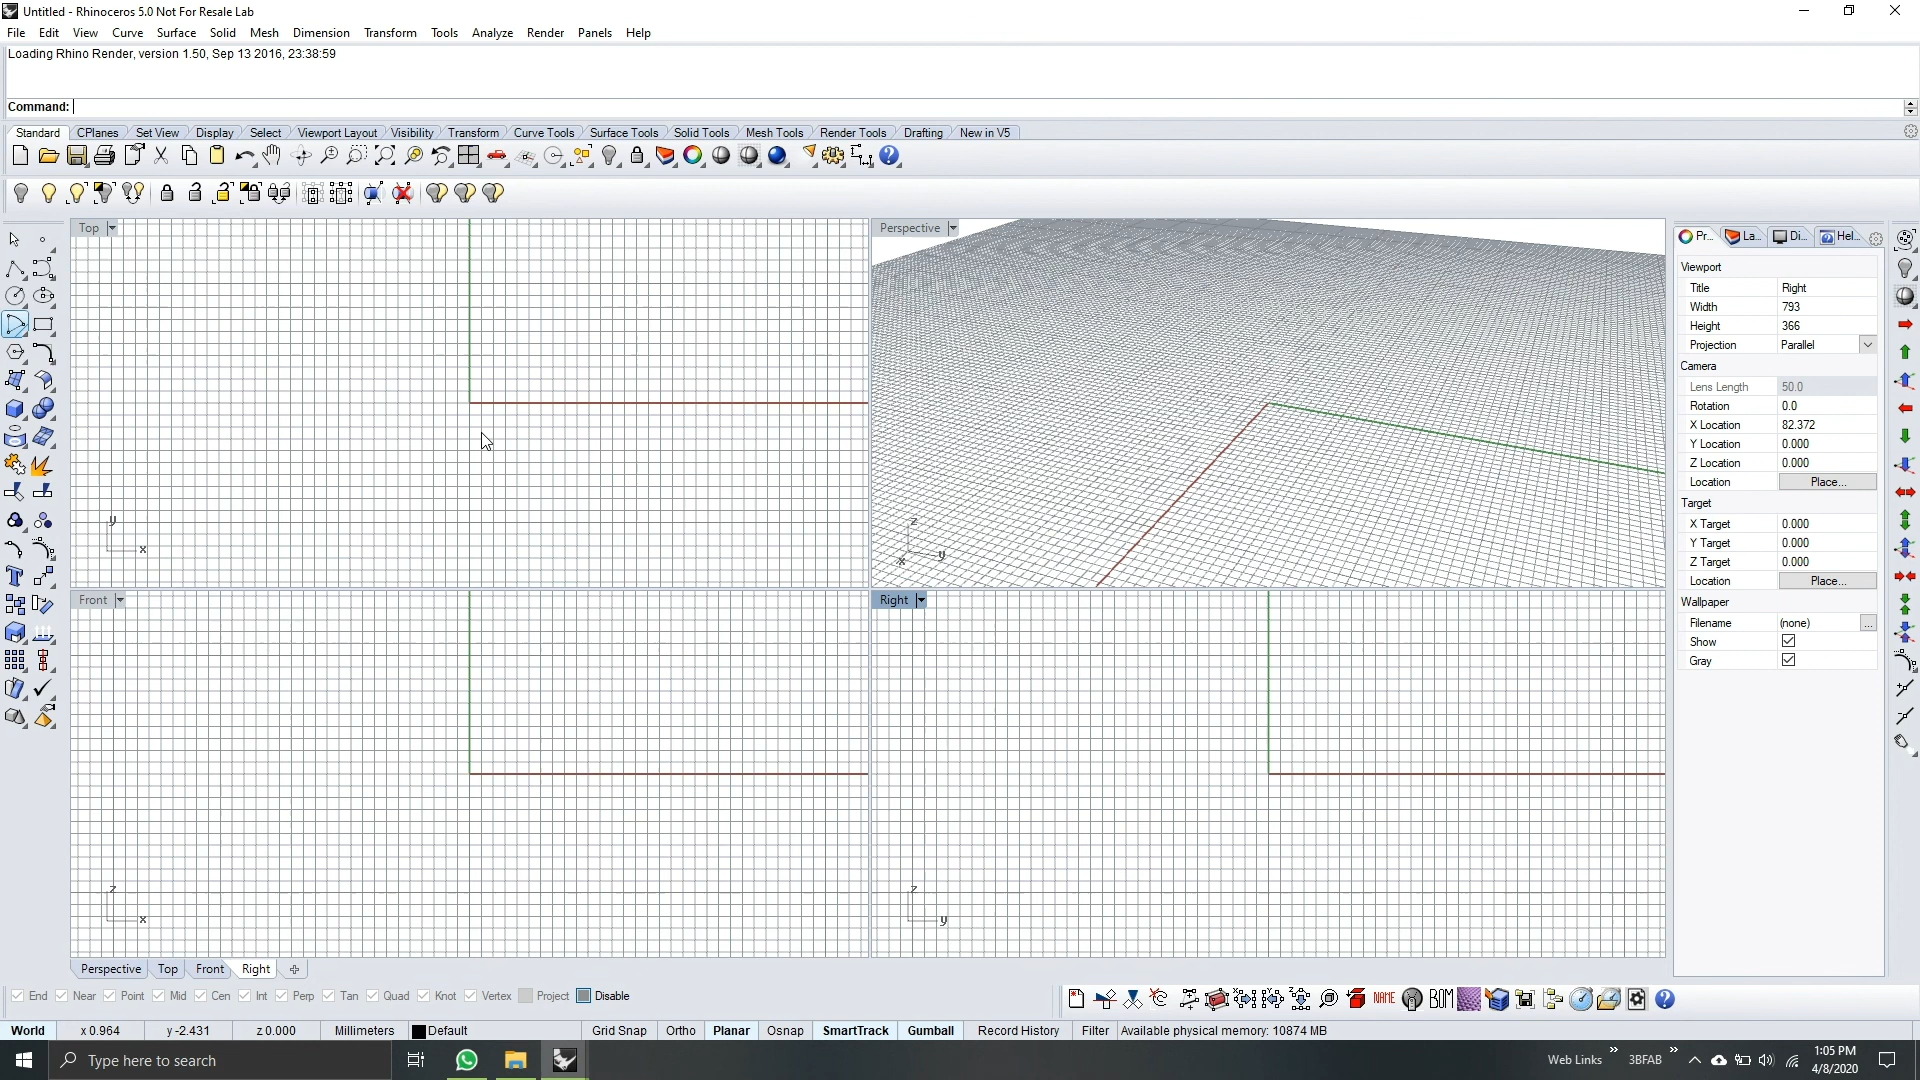 Untitled - Rhinoceros 5.0 Not For Resale Lab
File Edit View Curve Surface Solid Mesh Dimension Transform Tools Analyze Render Panels Help
Loading Rhino Render, version 1.50, Sep 13 2016, 23:38:59
Command:
Standard CPlanes Set View Display Select Viewport Layout Visibility Transform Curve Tools Surface Tools Solid Tools Mesh Tools Render Tools Drafting New in V5
Top
Perspective
Pr... La... Di... Hel...
Viewport
Title Right
Width 793
Height 366
Projection Parallel
Camera
Lens Length 50.0
Rotation 0.0
X Location 82.372
Y Location 0.000
Z Location 0.000
Location Place...
Target
X Target 0.000
Y Target 0.000
Z Target 0.000
Location Place...
Wallpaper
Filename (none) ...
Show
Gray
y
x
z
y
x
Front
Right
z
x
z
y
Perspective Top Front Right
End Near Point Mid Cen Int Perp Tan Quad Knot Vertex Project Disable
NAME BOM
World x 0.964 y -2.431 z 0.000 Millimeters Default Grid Snap Ortho Planar Osnap SmartTrack Gumball Record History Filter Available physical memory: 10874 MB
Type here to search
Web Links » 3BFAB »
1:05 PM
4/8/2020